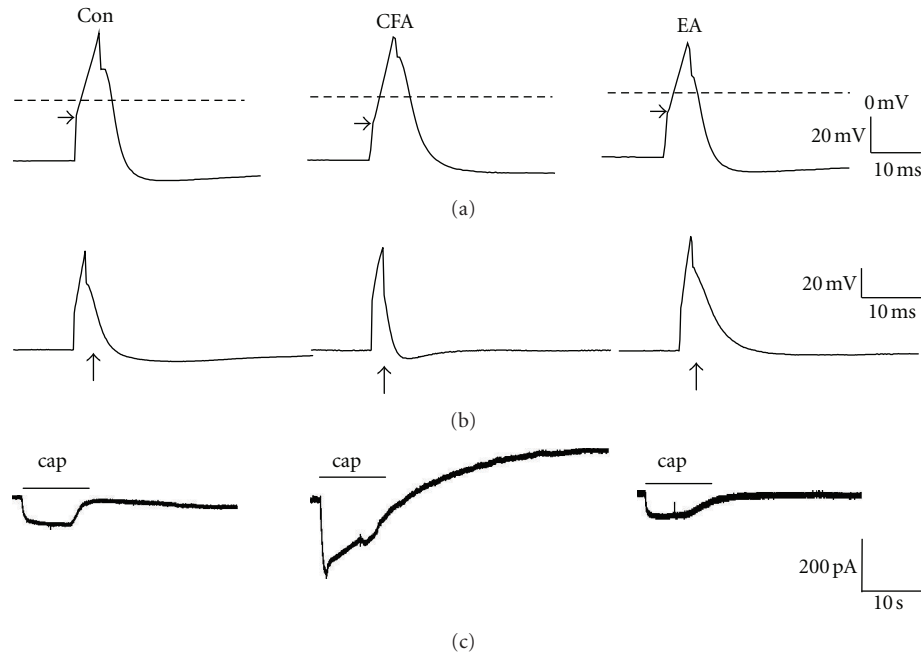 Con
CFA
EA
0 mV
20 mV
10 ms
(a)
20 mV
10 ms
(b)
cap
cap
cap
200 pA
10 s
(c)